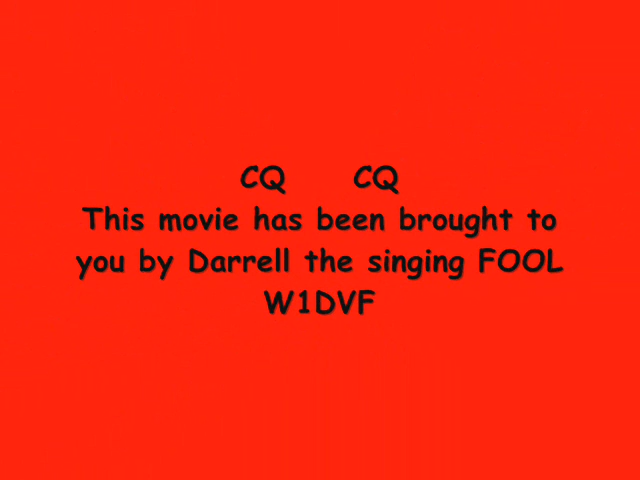 CQ CQ
This movie has been brought to
you by Darrell the singing FOOL
W1DVF